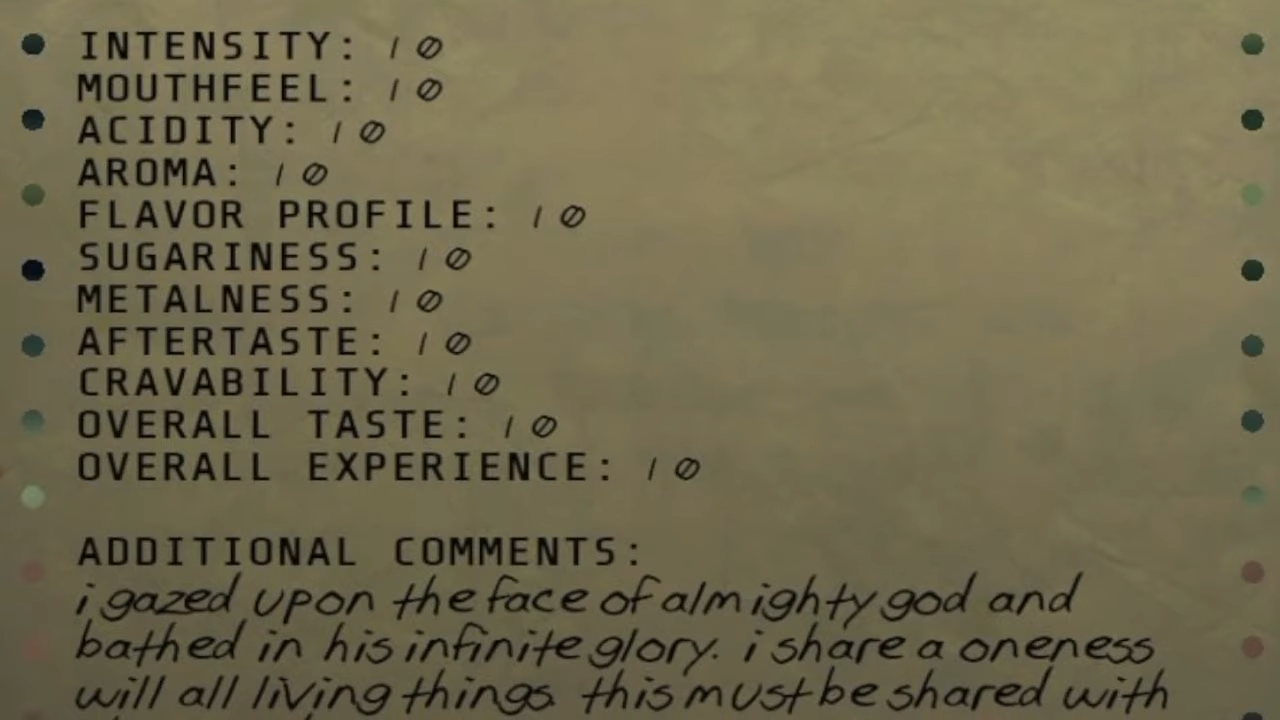 INTENSITY: 10
MOUTHFEEL: 10
ACIDITY: 10
AROMA: 10
FLAVOR PROFILE: 10
SUGARINESS: 10
METALNESS: 10
AFTERTASTE: 10
CRAVABILITY: 10
OVERALL TASTE: 10
OVERALL EXPERIENCE: 10
ADDITIONAL COMMENTS:
i gazed upon the face of almighty god and
bathed in his infinite glory. i share a oneness
will all living things. this must be shared with